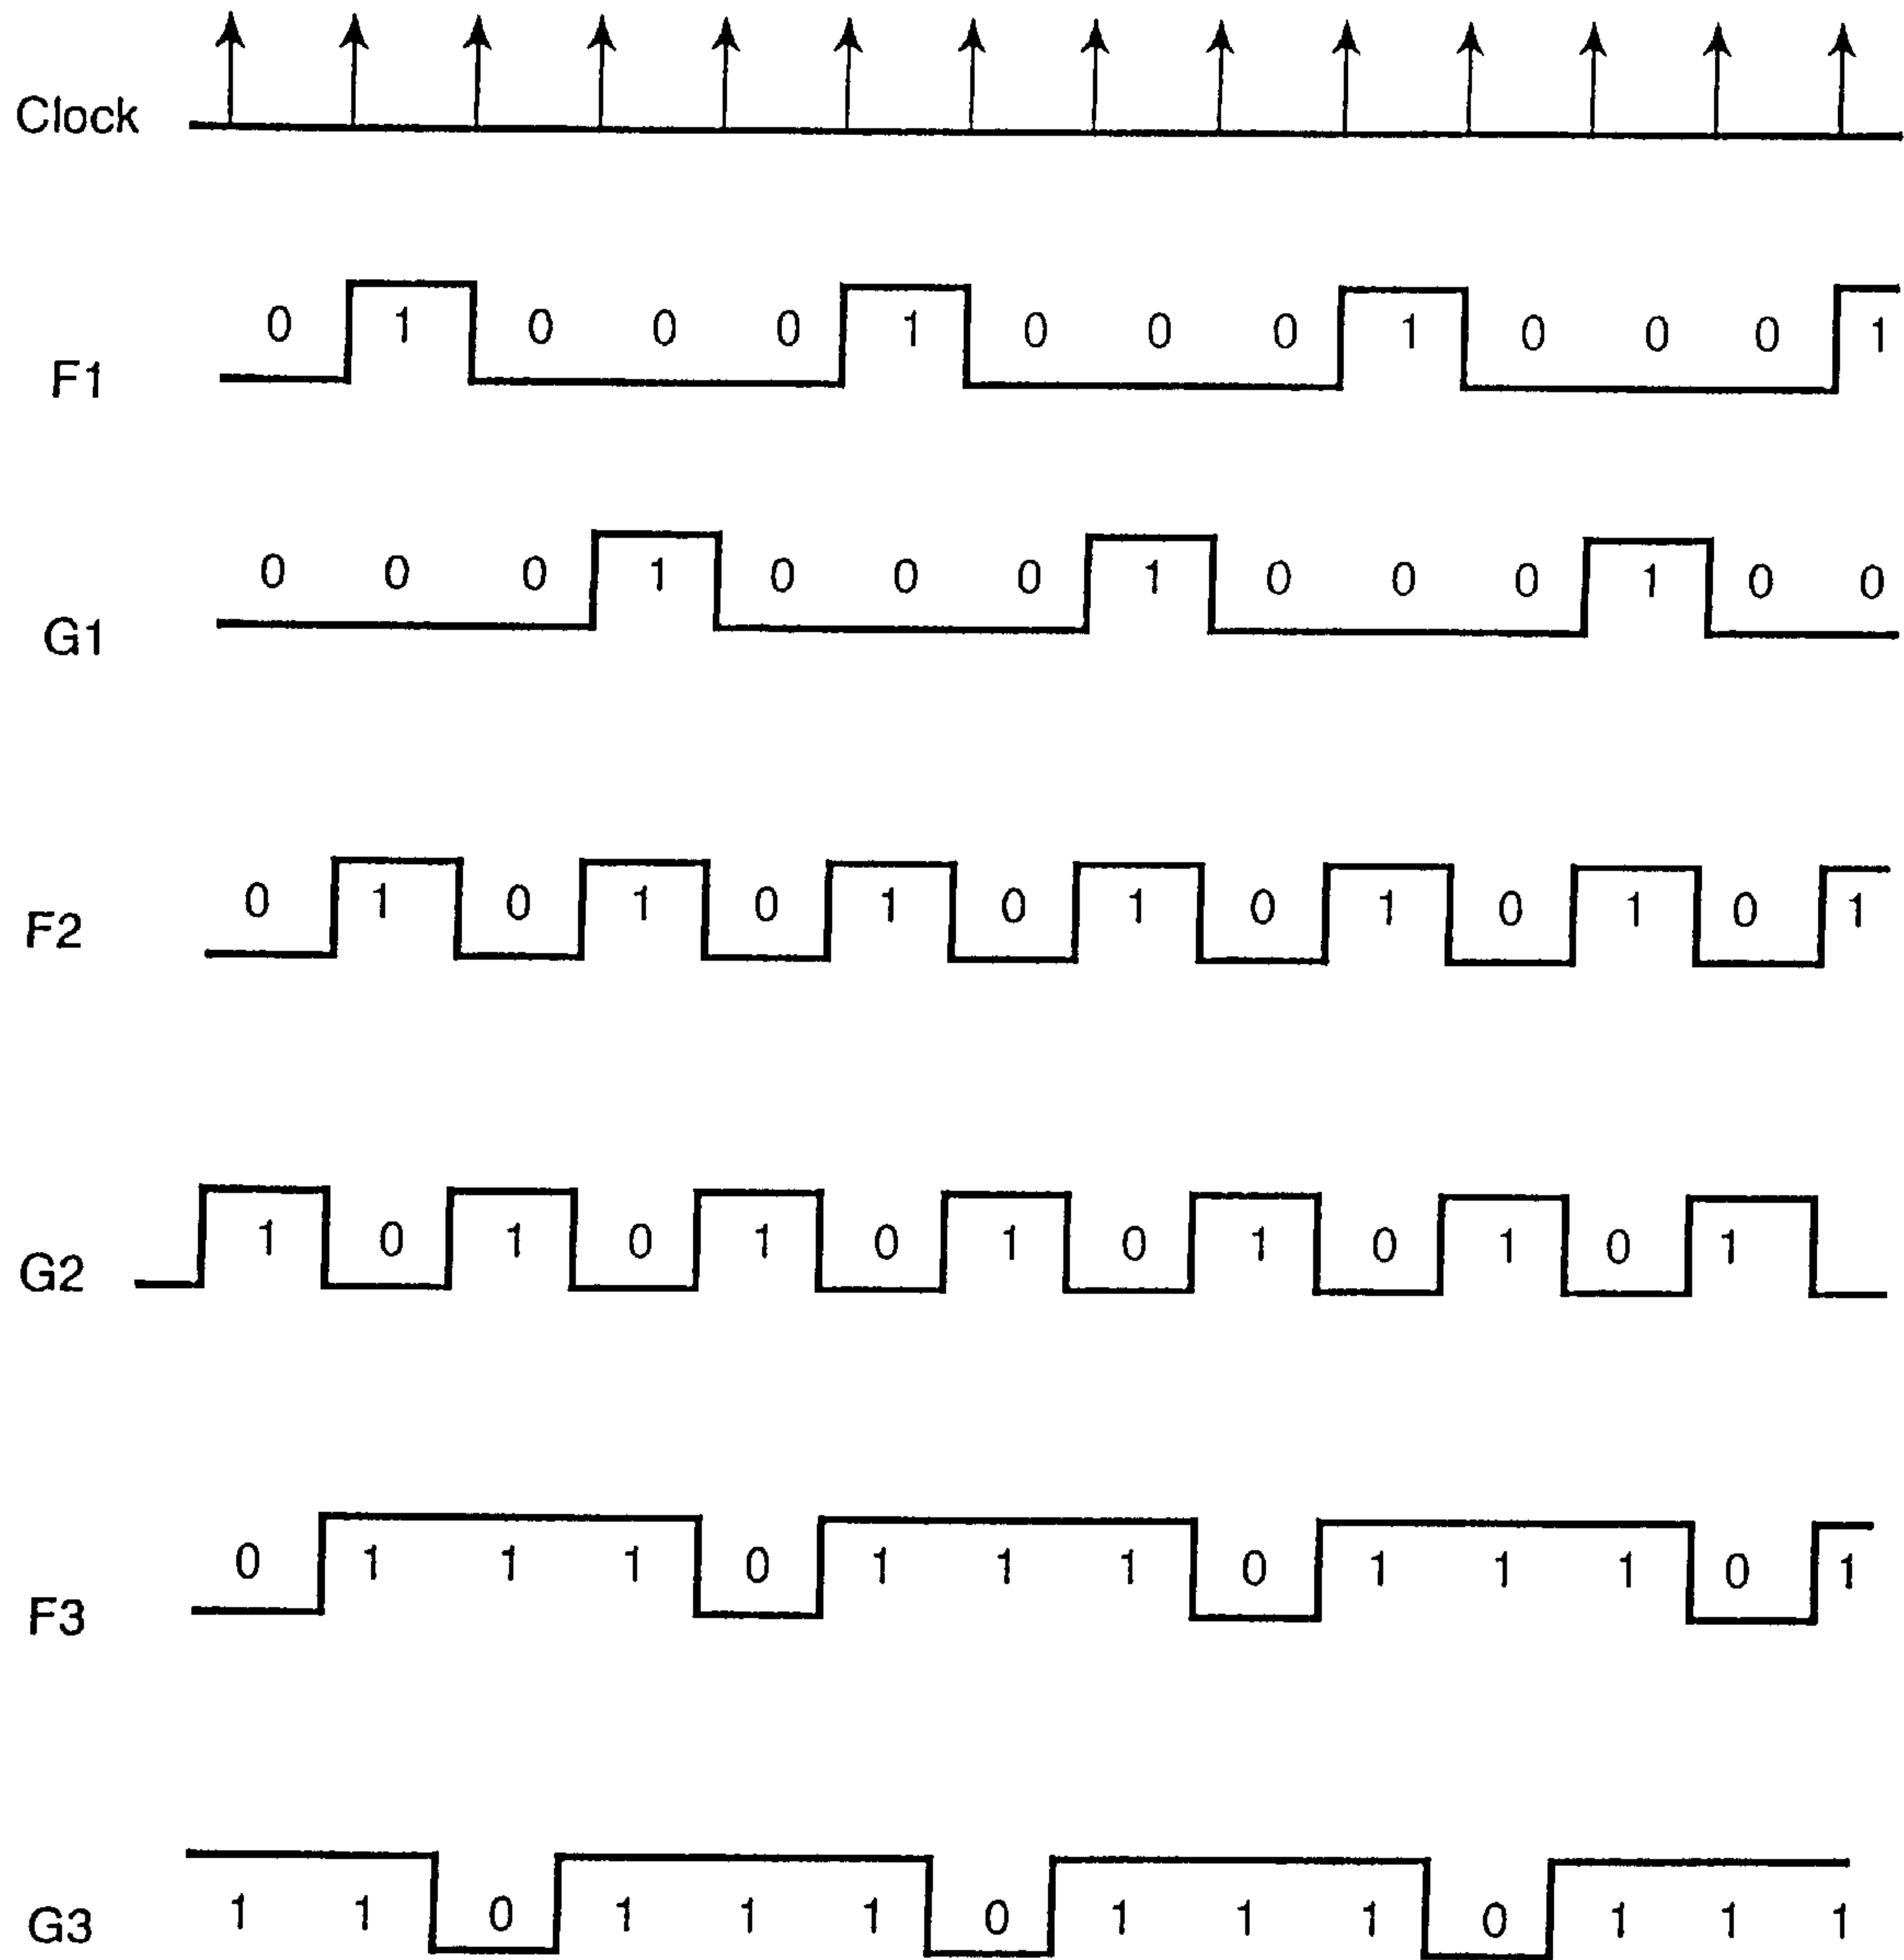 Clock
F1 0 1 0 0 0 1 0 0 0 1 0 0 0 1
G1 0 0 0 1 0 0 0 1 0 0 0 1 0 0
F2 0 1 0 1 0 1 0 1 0 1 0 1 0 1
G2 1 0 1 0 1 0 1 0 1 0 1 0 1
F3 0 1 1 1 0 1 1 1 0 1 1 1 0 1
G3 1 1 0 1 1 1 0 1 1 1 0 1 1 1